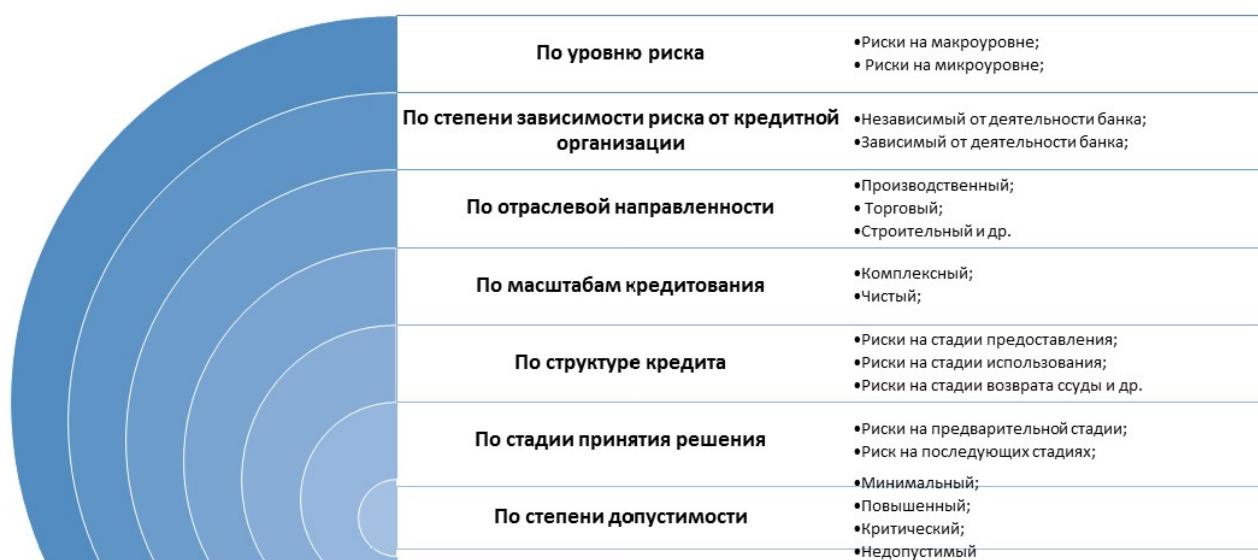 По уровню риска
•Риски на макроуровне;
• Риски на микроуровне;
По степени зависимости риска от кредитной
организации
•Независимый от деятельности банка;
•Зависимый от деятельности банка;
По отраслевой направленности
•Производственный;
• Торговый;
•Строительный и др.
По масштабам кредитования
•Комплексный;
•Чистый;
По структуре кредита
•Риски на стадии предоставления;
•Риски на стадии использования;
•Риски на стадии возврата ссуды и др.
По стадии принятия решения
•Риски на предварительной стадии;
•Риск на последующих стадиях;
По степени допустимости
•Минимальный;
•Повышенный;
•Критический;
•Недопустимый